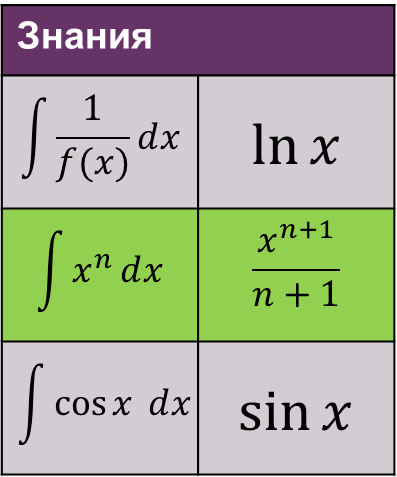 Знания
∫ 1/f(x) dx ln x
∫ xⁿ dx xⁿ⁺¹/n + 1
∫ cos x dx sin x